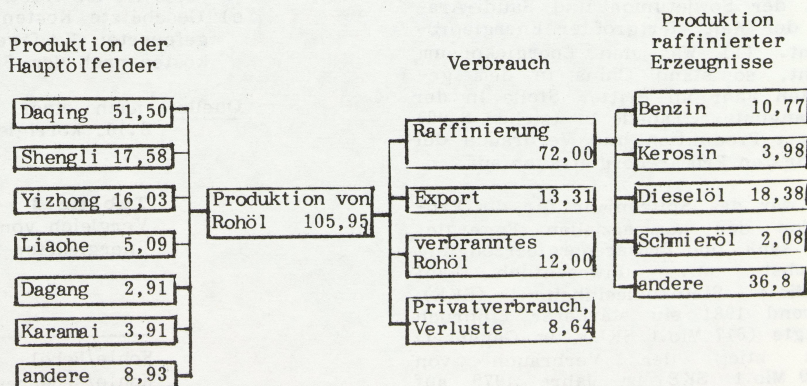 Produktion der
Hauptölfelder
Daqing 51,50
Shengli 17,58
Yizhong 16,03
Liaohe 5,09
Dagang 2,91
Karamai 3,91
andere 8,93
Produktion von
Rohöl 105,95
Verbrauch
Raffinierung
72,00
Export 13,31
verbranntes
Rohöl 12,00
Privatverbrauch,
Verluste 8,64
Produktion
raffinierter
Erzeugnisse
Benzin 10,77
Kerosin 3,98
Dieselöl 18,38
Schmieröl 2,08
andere 36,8